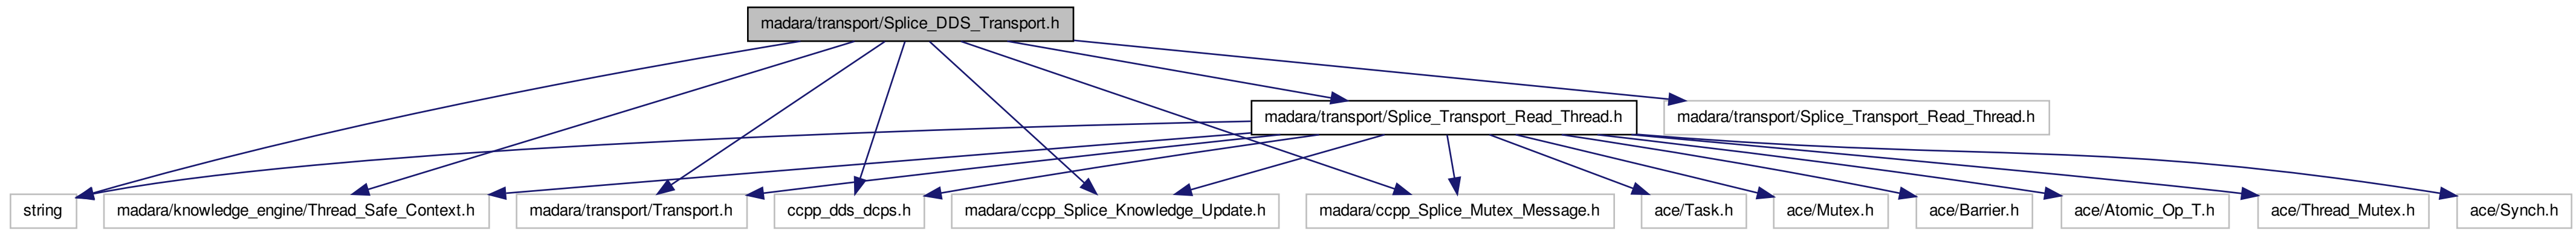 madara/transport/Splice_DDS_Transport.h
madara/transport/Splice_Transport_Read_Thread.h
madara/transport/Splice_Transport_Read_Thread.h
string
madara/knowledge_engine/Thread_Safe_Context.h
madara/transport/Transport.h
ccpp_dds_dcps.h
madara/ccpp_Splice_Knowledge_Update.h
madara/ccpp_Splice_Mutex_Message.h
ace/Task.h
ace/Mutex.h
ace/Barrier.h
ace/Atomic_Op_T.h
ace/Thread_Mutex.h
ace/Synch.h